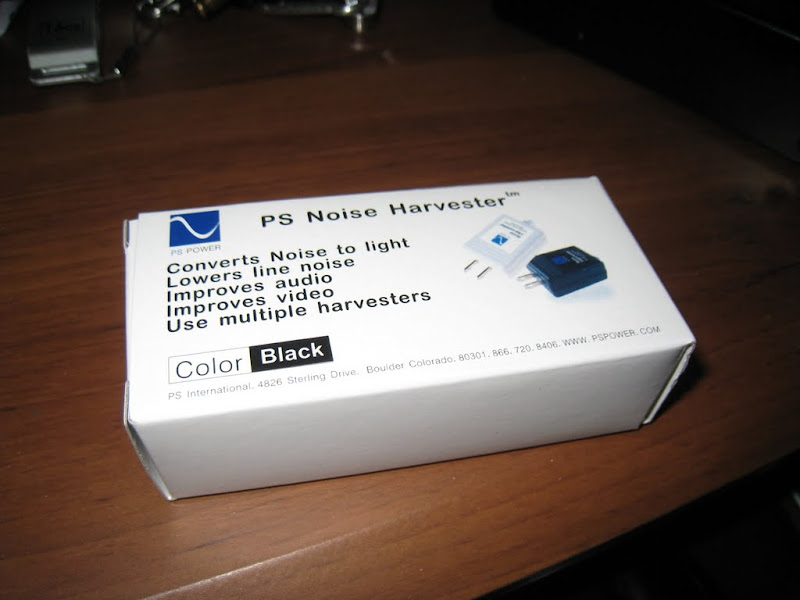 PS Noise Harvester™
PS POWER
Converts Noise to light
Lowers line noise
Improves audio
Improves video
Use multiple harvesters
Color Black
PS International, 4826 Sterling Drive, Boulder Colorado, 80301. 866. 720. 8406. WWW. PSPOWER. COM